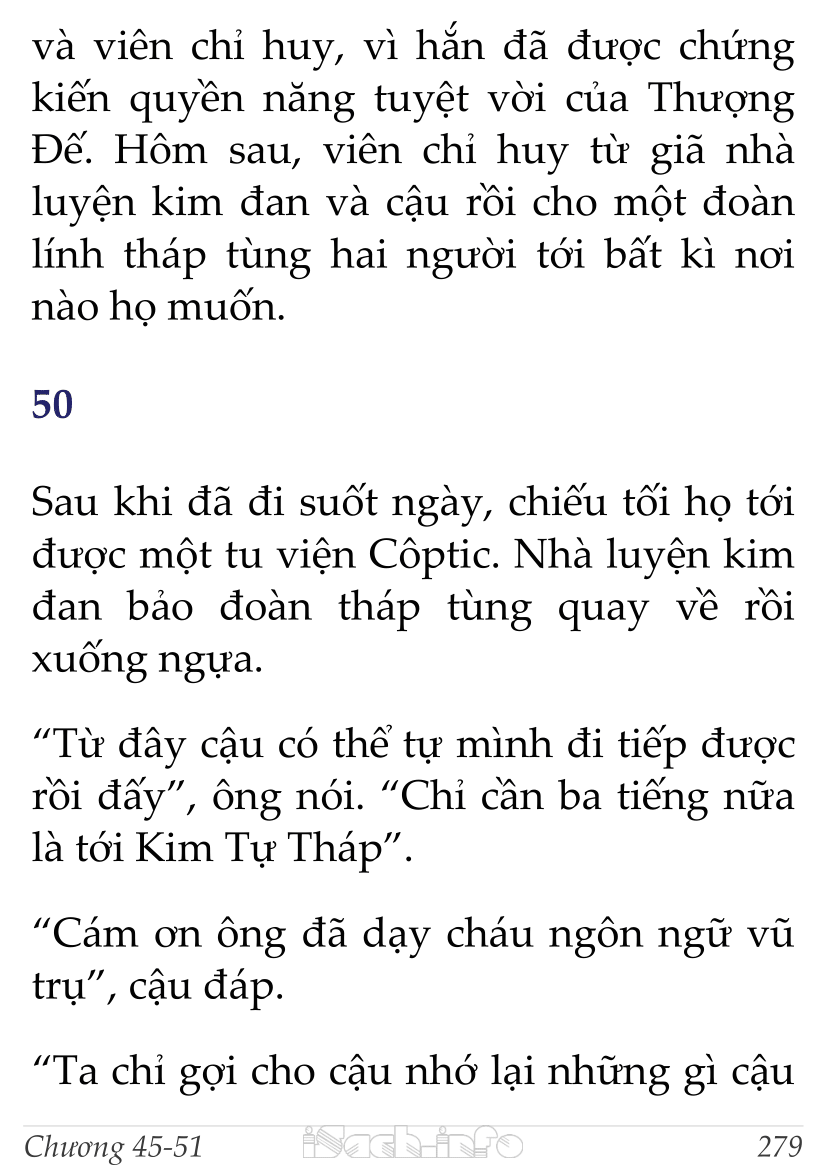 và viên chỉ huy, vì hắn đã được chứng
kiến quyền năng tuyệt vời của Thượng
Đế. Hôm sau, viên chỉ huy từ giã nhà
luyện kim đan và cậu rồi cho một đoàn
lính tháp tùng hai người tới bất kì nơi
nào họ muốn.
50
Sau khi đã đi suốt ngày, chiếu tối họ tới
được một tu viện Côptic. Nhà luyện kim
đan bảo đoàn tháp tùng quay về rồi
xuống ngựa.
“Từ đây cậu có thể tự mình đi tiếp được
rồi đấy”, ông nói. “Chỉ cần ba tiếng nữa
là tới Kim Tự Tháp”.
“Cám ơn ông đã dạy cháu ngôn ngữ vũ
trụ”, cậu đáp.
“Ta chỉ gợi cho cậu nhớ lại những gì cậu
Chương 45-51 iSach.info 279